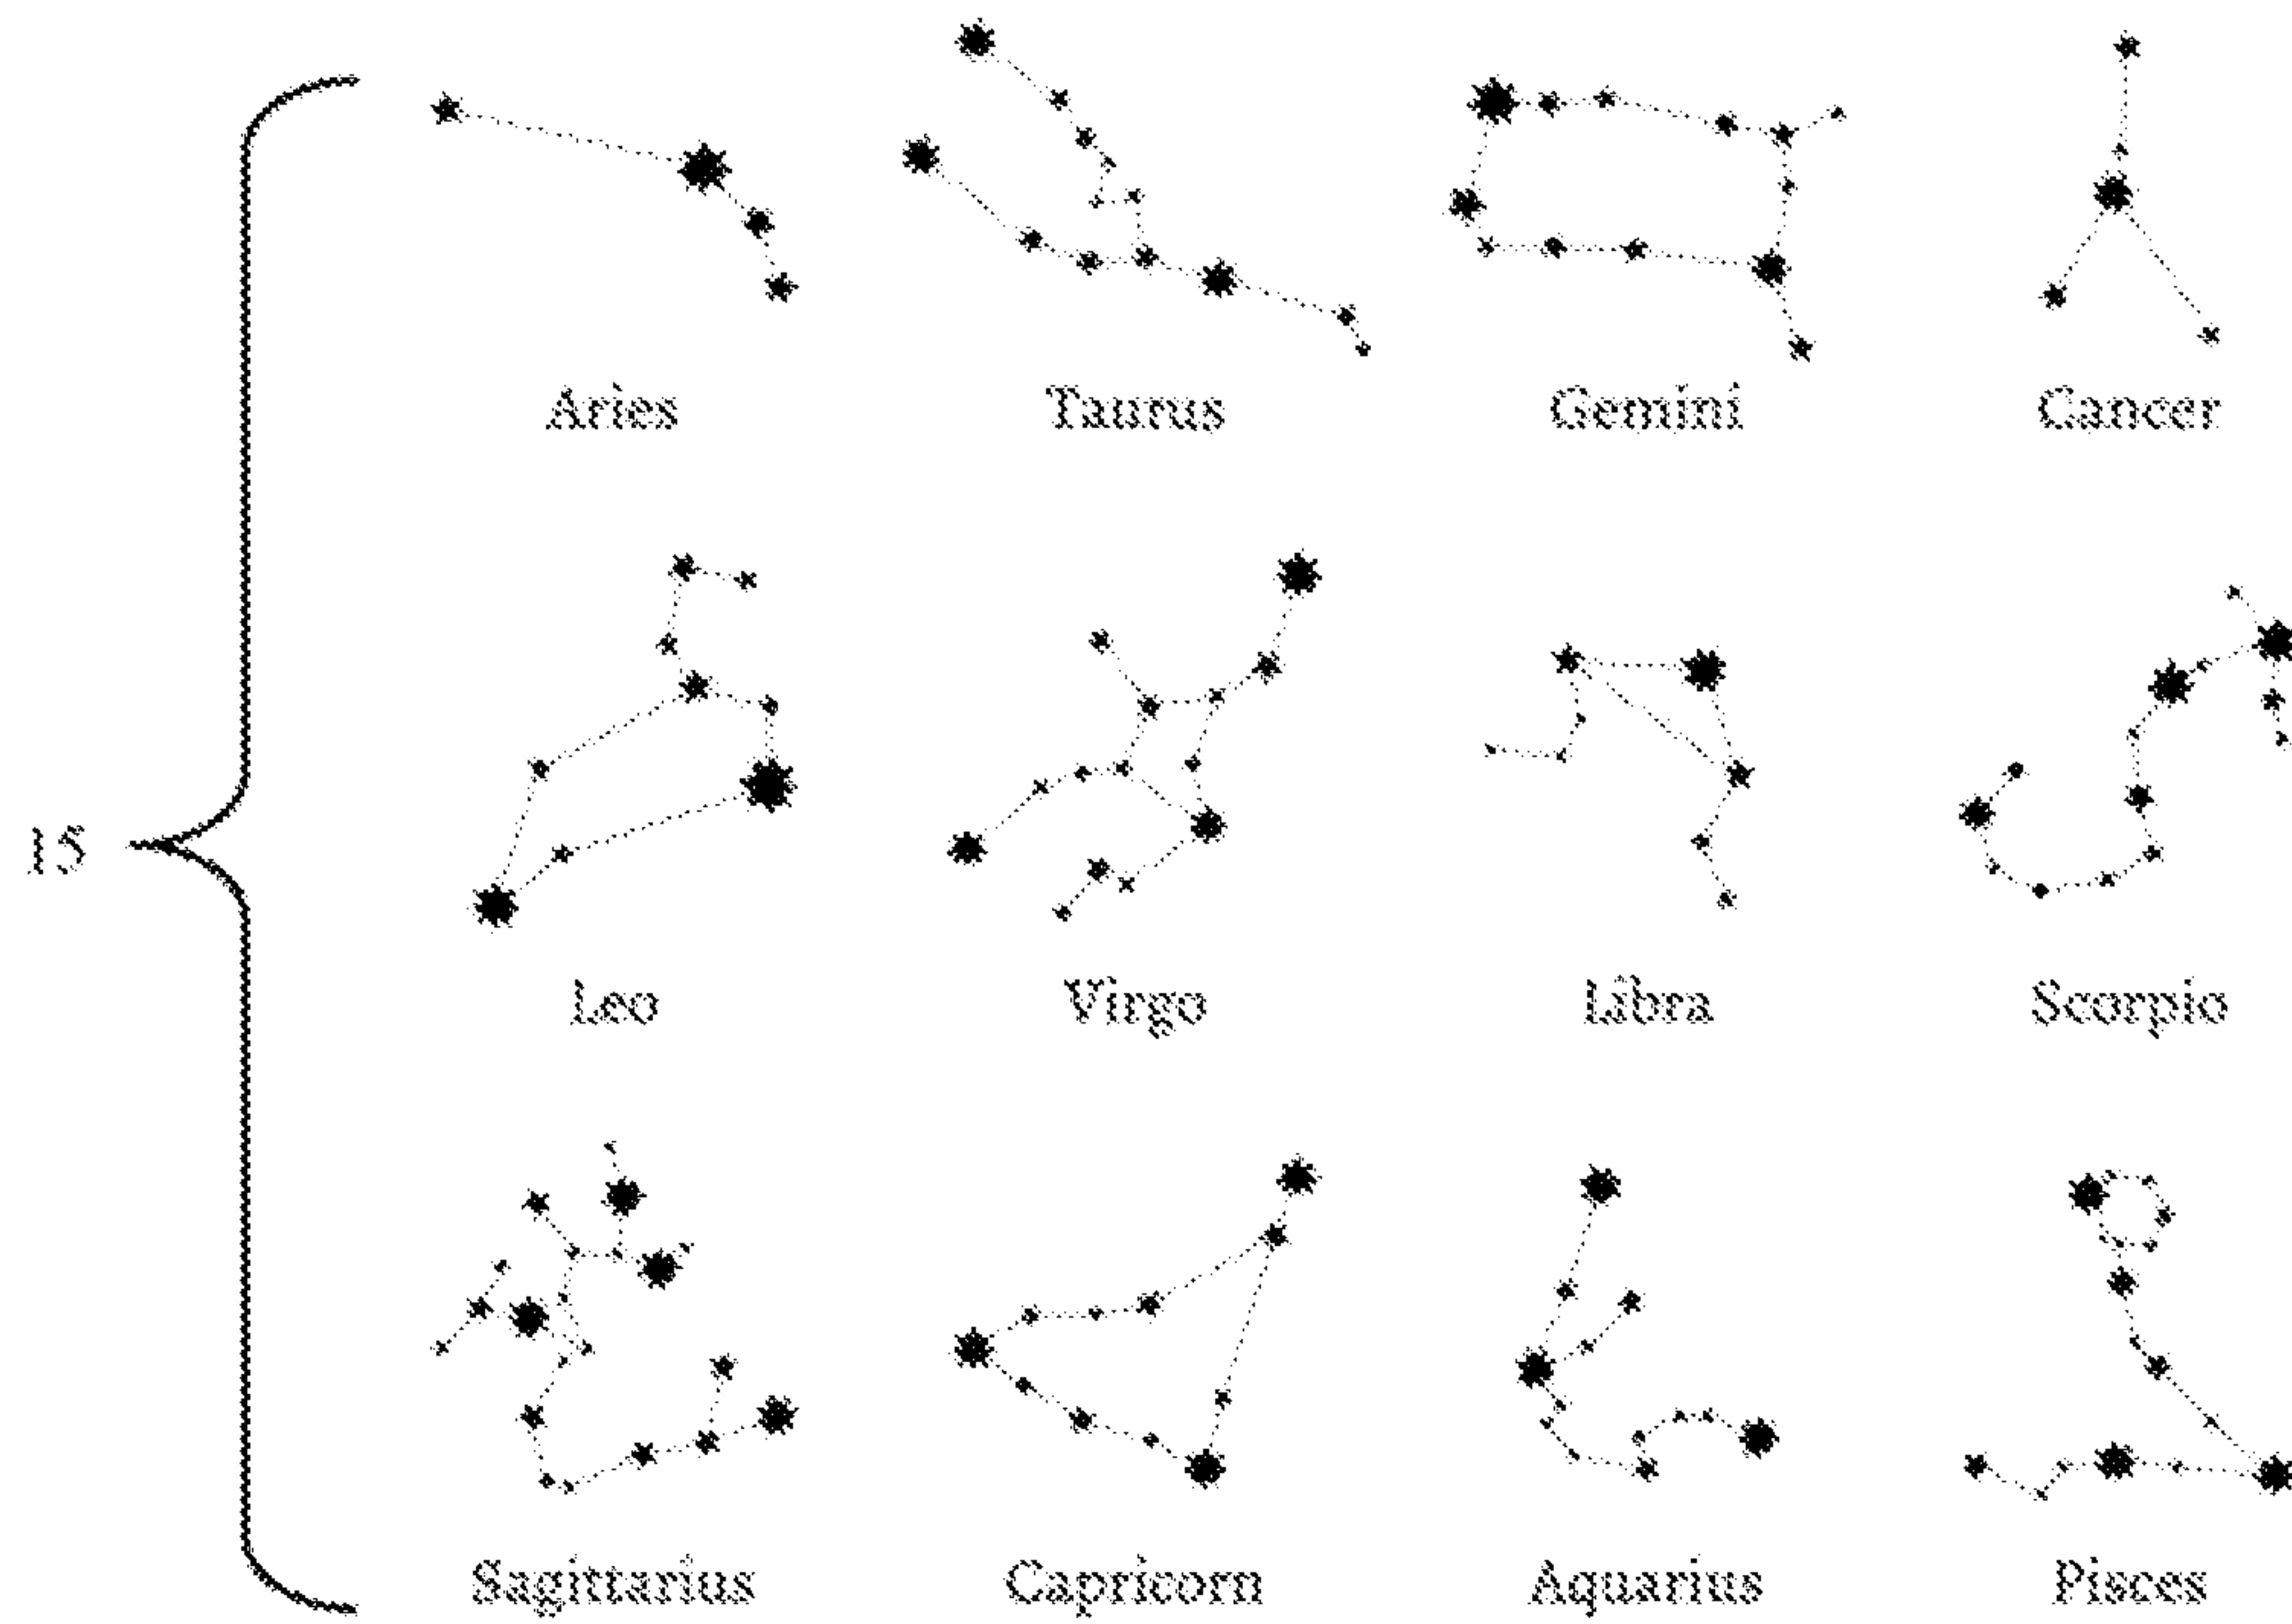 Aries Taurus Gemini Cancer
15
Leo Virgo Libra Scorpio
Sagittarius Capricorn Aquarius Pisces